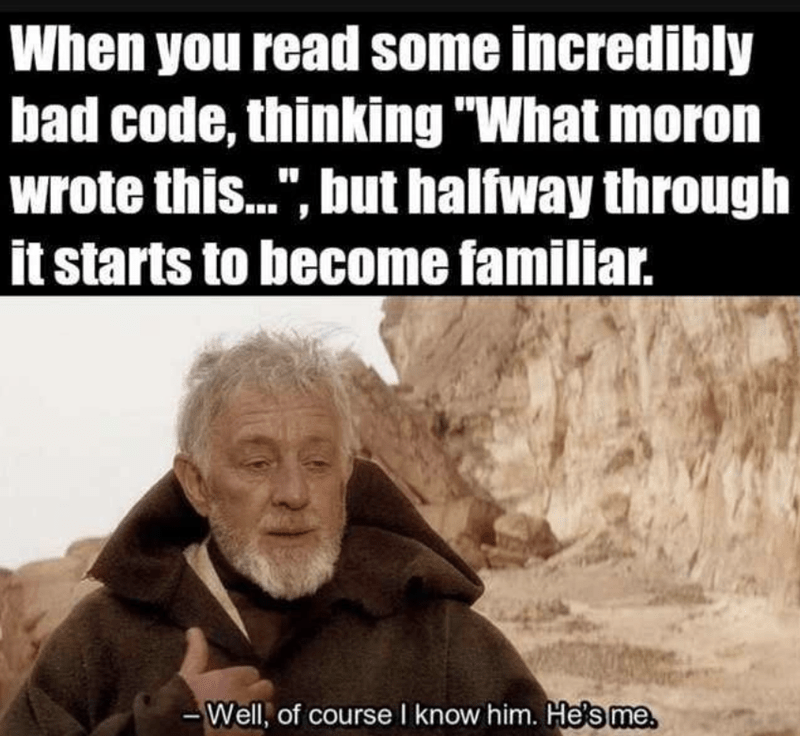 When you read some incredibly
bad code, thinking "What moron
wrote this...", but halfway through
it starts to become familiar.
– Well, of course I know him. He's me.